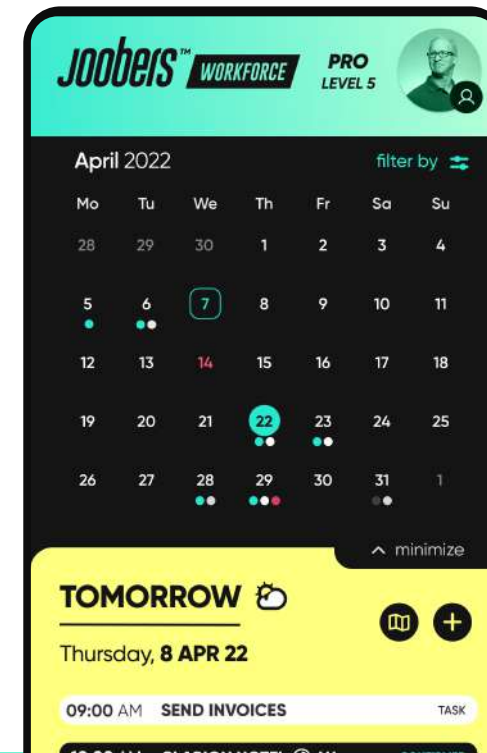 JOOBERS™ WORKFORCE
PRO
LEVEL 5
April 2022 filter by
Mo Tu We Th Fr Sa Su
28 29 30 1 2 3 4
5 6 7 8 9 10 11
12 13 14 15 16 17 18
19 20 21 22 23 24 25
26 27 28 29 30 31 1
minimize
TOMORROW
Thursday, 8 APR 22
09:00 AM SEND INVOICES TASK